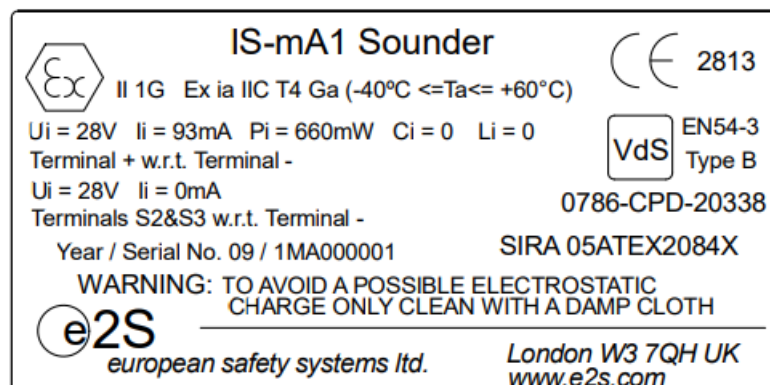 IS-mA1 Sounder
Ex II 1G Ex ia IIC T4 Ga (-40ºC <=Ta<= +60°C)
CE 2813
Ui = 28V Ii = 93mA Pi = 660mW Ci = 0 Li = 0
Terminal + w.r.t. Terminal -
VdS EN54-3
Type B
Ui = 28V Ii = 0mA
Terminals S2&S3 w.r.t. Terminal -
0786-CPD-20338
Year / Serial No. 09 / 1MA000001
SIRA 05ATEX2084X
WARNING: TO AVOID A POSSIBLE ELECTROSTATIC
CHARGE ONLY CLEAN WITH A DAMP CLOTH
e2S
european safety systems ltd.
London W3 7QH UK
www.e2s.com